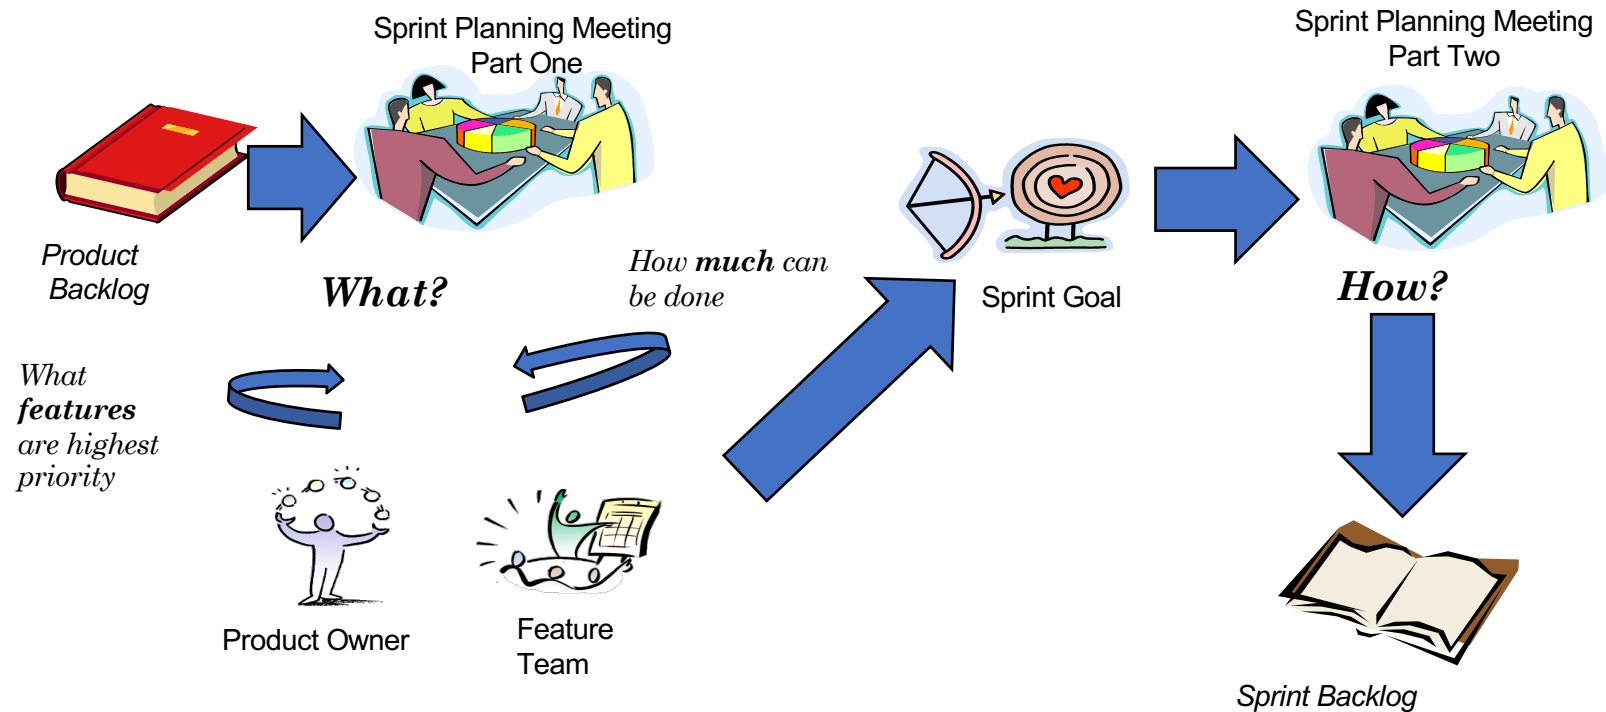 Sprint Planning Meeting
Part One
Product
Backlog
What?
How much can
be done
What
features
are highest
priority
Product Owner
Feature
Team
Sprint Goal
Sprint Planning Meeting
Part Two
How?
Sprint Backlog